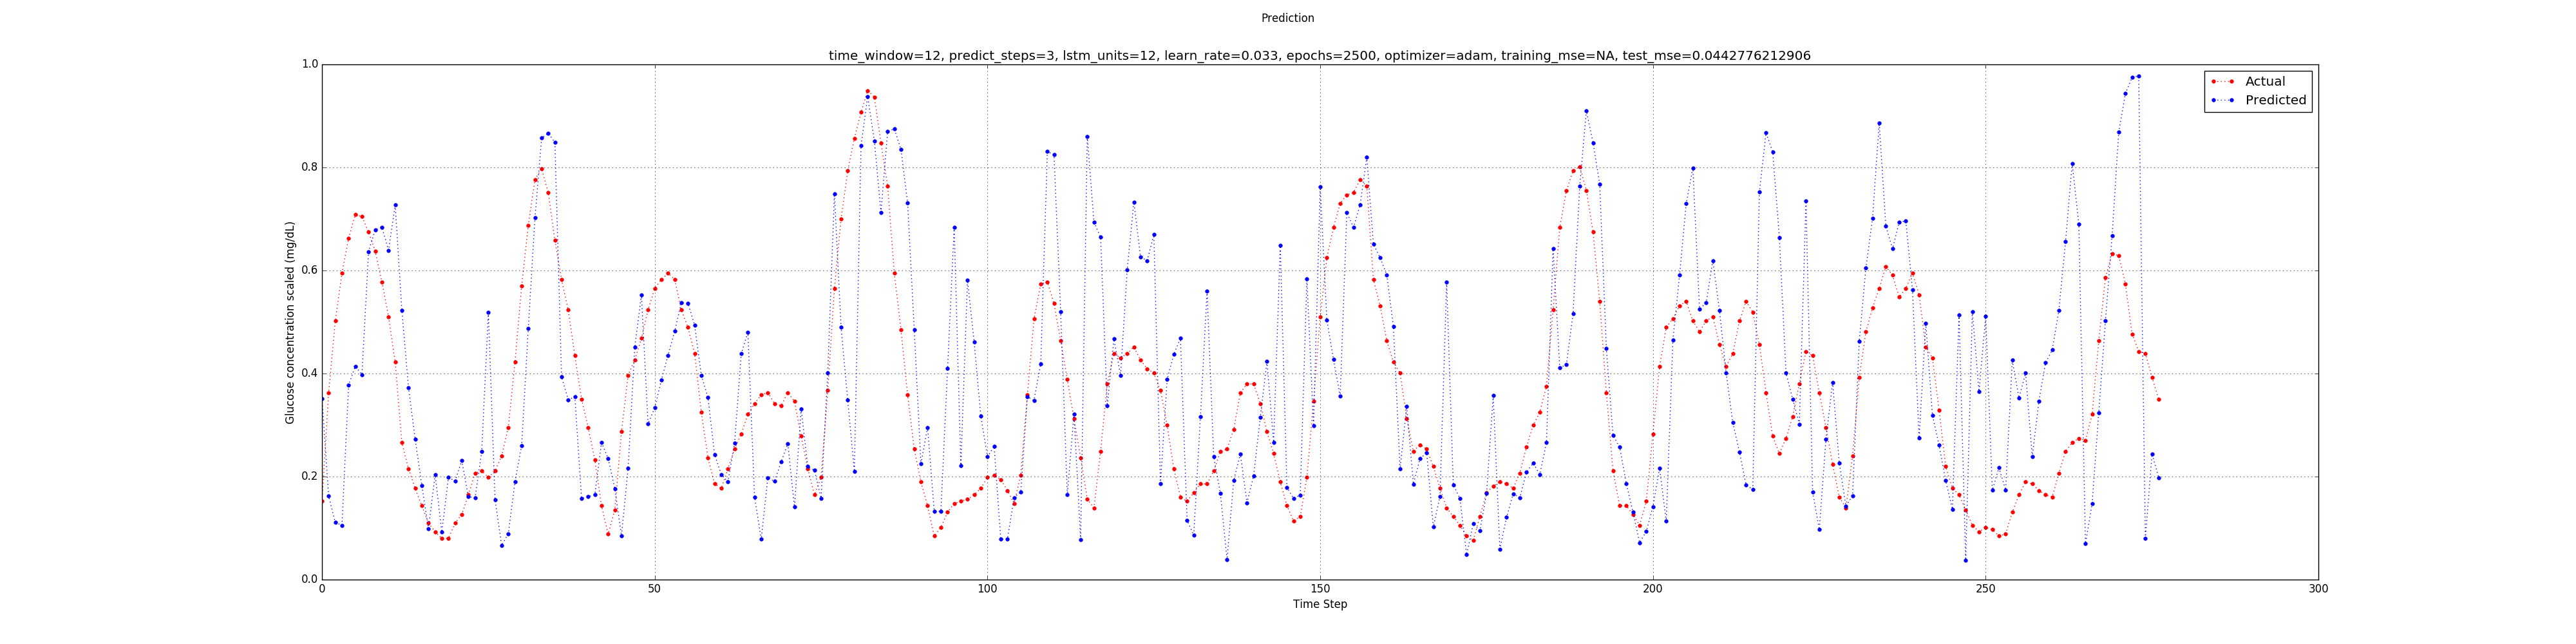 Prediction
time_window=12, predict_steps=3, lstm_units=12, learn_rate=0.033, epochs=2500, optimizer=adam, training_mse=NA, test_mse=0.0442776212906
1.0
0.8
0.6
0.4
0.2
0.0
Glucose concentration scaled (mg/dL)
Actual
Predicted
0 50 100 150 200 250 300
Time Step